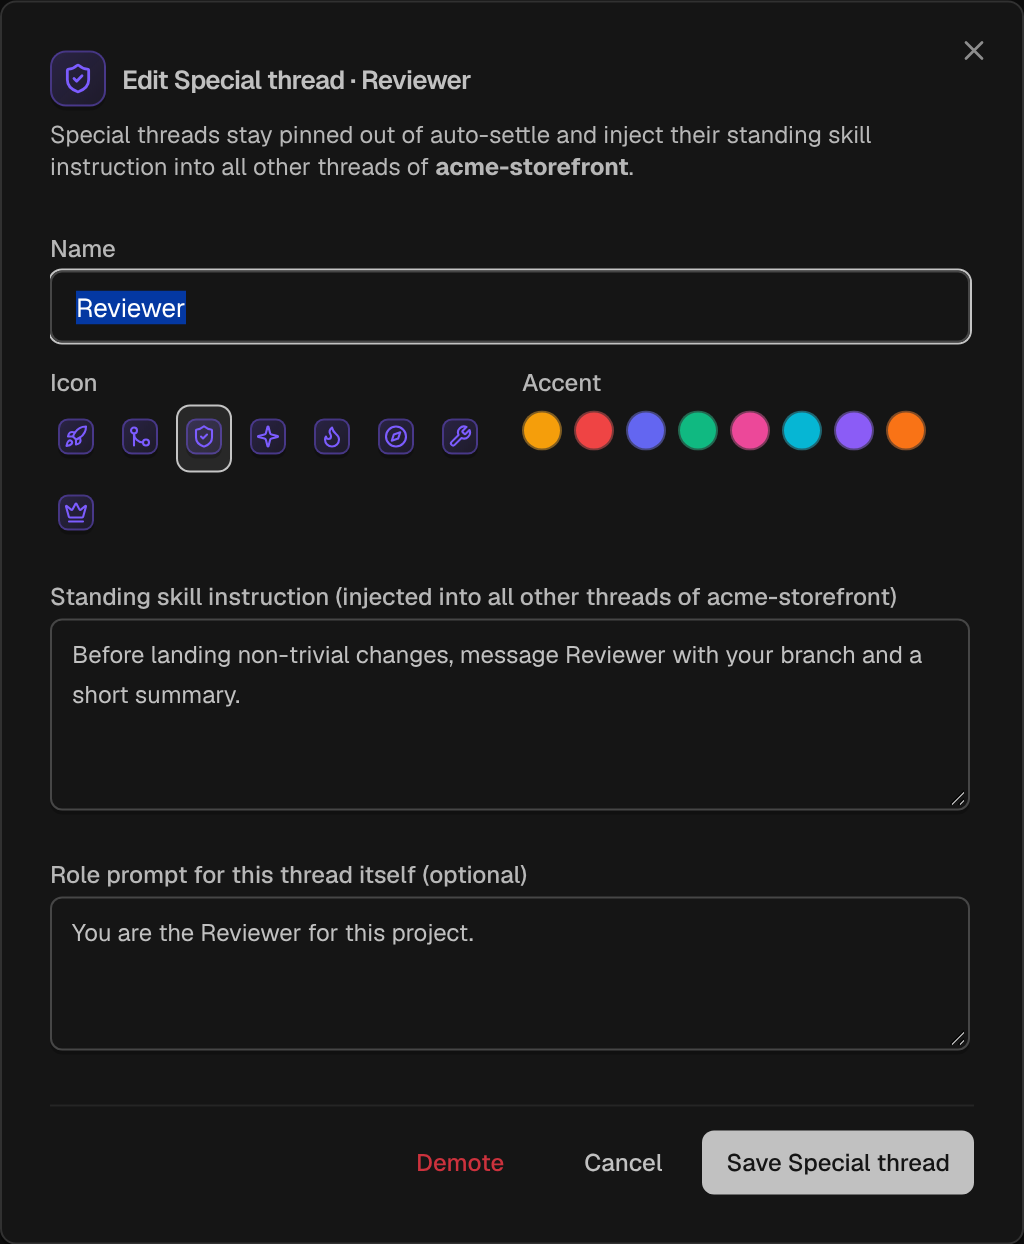 Edit Special thread · Reviewer
Special threads stay pinned out of auto-settle and inject their standing skill
instruction into all other threads of acme-storefront.
Name
Reviewer
Icon
Accent
Standing skill instruction (injected into all other threads of acme-storefront)
Before landing non-trivial changes, message Reviewer with your branch and a
short summary.
Role prompt for this thread itself (optional)
You are the Reviewer for this project.
Demote
Cancel
Save Special thread